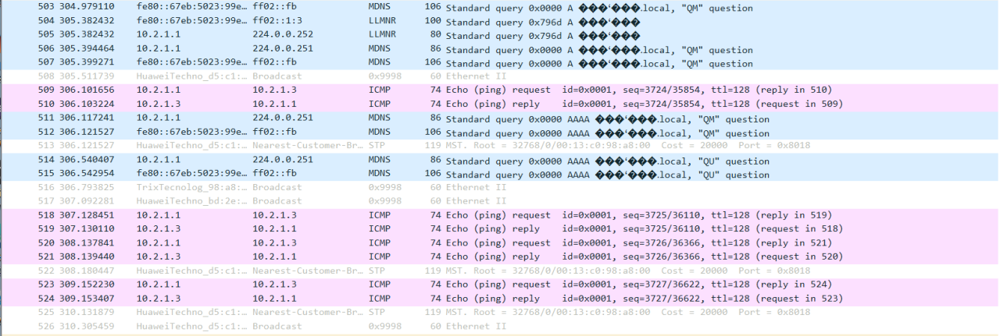 503 304.979110 fe80::67eb:5023:99e… ff02::fb MDNS 106 Standard query 0x0000 A ���‘���.local, "QM" question
504 305.382432 fe80::67eb:5023:99e… ff02::1:3 LLMNR 100 Standard query 0x796d A ���‘���
505 305.382432 10.2.1.1 224.0.0.252 LLMNR 80 Standard query 0x796d A ���‘���
506 305.394464 10.2.1.1 224.0.0.251 MDNS 86 Standard query 0x0000 A ���‘���.local, "QM" question
507 305.399271 fe80::67eb:5023:99e… ff02::fb MDNS 106 Standard query 0x0000 A ���‘���.local, "QM" question
508 305.511739 HuaweiTechno_d5:c1:… Broadcast 0x9998 60 Ethernet II
509 306.101656 10.2.1.1 10.2.1.3 ICMP 74 Echo (ping) request id=0x0001, seq=3724/35854, ttl=128 (reply in 510)
510 306.103224 10.2.1.3 10.2.1.1 ICMP 74 Echo (ping) reply id=0x0001, seq=3724/35854, ttl=128 (request in 509)
511 306.117241 10.2.1.1 224.0.0.251 MDNS 86 Standard query 0x0000 AAAA ���‘���.local, "QM" question
512 306.121527 fe80::67eb:5023:99e… ff02::fb MDNS 106 Standard query 0x0000 AAAA ���‘���.local, "QM" question
513 306.121527 HuaweiTechno_d5:c1:… Nearest-Customer-Br… STP 119 MST. Root = 32768/0/00:13:c0:98:a8:00 Cost = 20000 Port = 0x8018
514 306.540407 10.2.1.1 224.0.0.251 MDNS 86 Standard query 0x0000 AAAA ���‘���.local, "QU" question
515 306.542954 fe80::67eb:5023:99e… ff02::fb MDNS 106 Standard query 0x0000 AAAA ���‘���.local, "QU" question
516 306.793825 TrixTecnolog_98:a8:… Broadcast 0x9998 60 Ethernet II
517 307.092281 HuaweiTechno_bd:2e:… Broadcast 0x9998 60 Ethernet II
518 307.128451 10.2.1.1 10.2.1.3 ICMP 74 Echo (ping) request id=0x0001, seq=3725/36110, ttl=128 (reply in 519)
519 307.130110 10.2.1.3 10.2.1.1 ICMP 74 Echo (ping) reply id=0x0001, seq=3725/36110, ttl=128 (request in 518)
520 308.137841 10.2.1.1 10.2.1.3 ICMP 74 Echo (ping) request id=0x0001, seq=3726/36366, ttl=128 (reply in 521)
521 308.139440 10.2.1.3 10.2.1.1 ICMP 74 Echo (ping) reply id=0x0001, seq=3726/36366, ttl=128 (request in 520)
522 308.180447 HuaweiTechno_d5:c1:… Nearest-Customer-Br… STP 119 MST. Root = 32768/0/00:13:c0:98:a8:00 Cost = 20000 Port = 0x8018
523 309.152230 10.2.1.1 10.2.1.3 ICMP 74 Echo (ping) request id=0x0001, seq=3727/36622, ttl=128 (reply in 524)
524 309.153407 10.2.1.3 10.2.1.1 ICMP 74 Echo (ping) reply id=0x0001, seq=3727/36622, ttl=128 (request in 523)
525 310.131879 HuaweiTechno_d5:c1:… Nearest-Customer-Br… STP 119 MST. Root = 32768/0/00:13:c0:98:a8:00 Cost = 20000 Port = 0x8018
526 310.305459 HuaweiTechno_d5:c1:… Broadcast 0x9998 60 Ethernet II